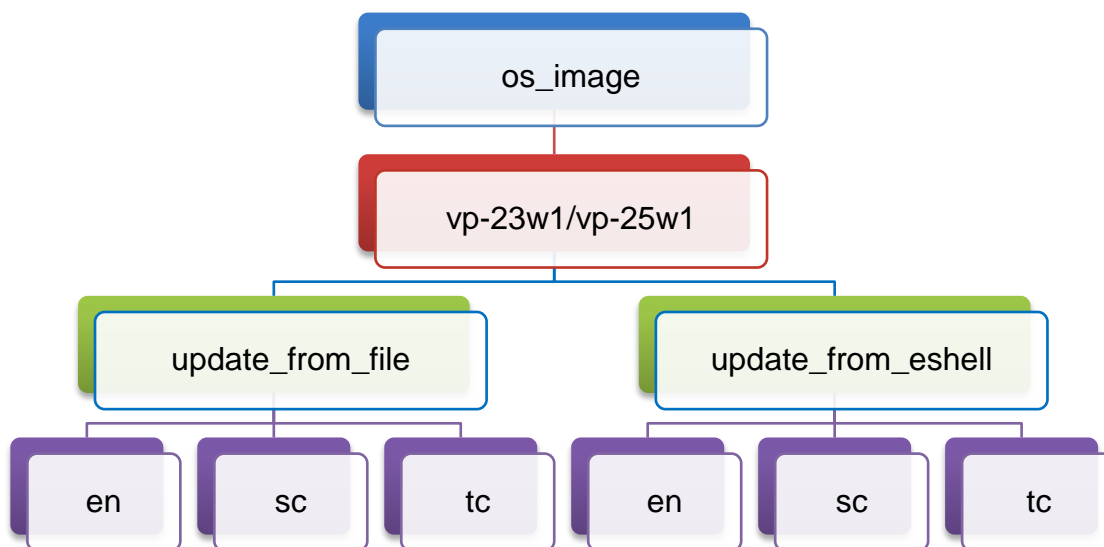 os_image
vp-23w1/vp-25w1
update_from_file
update_from_eshell
en
sc
tc
en
sc
tc